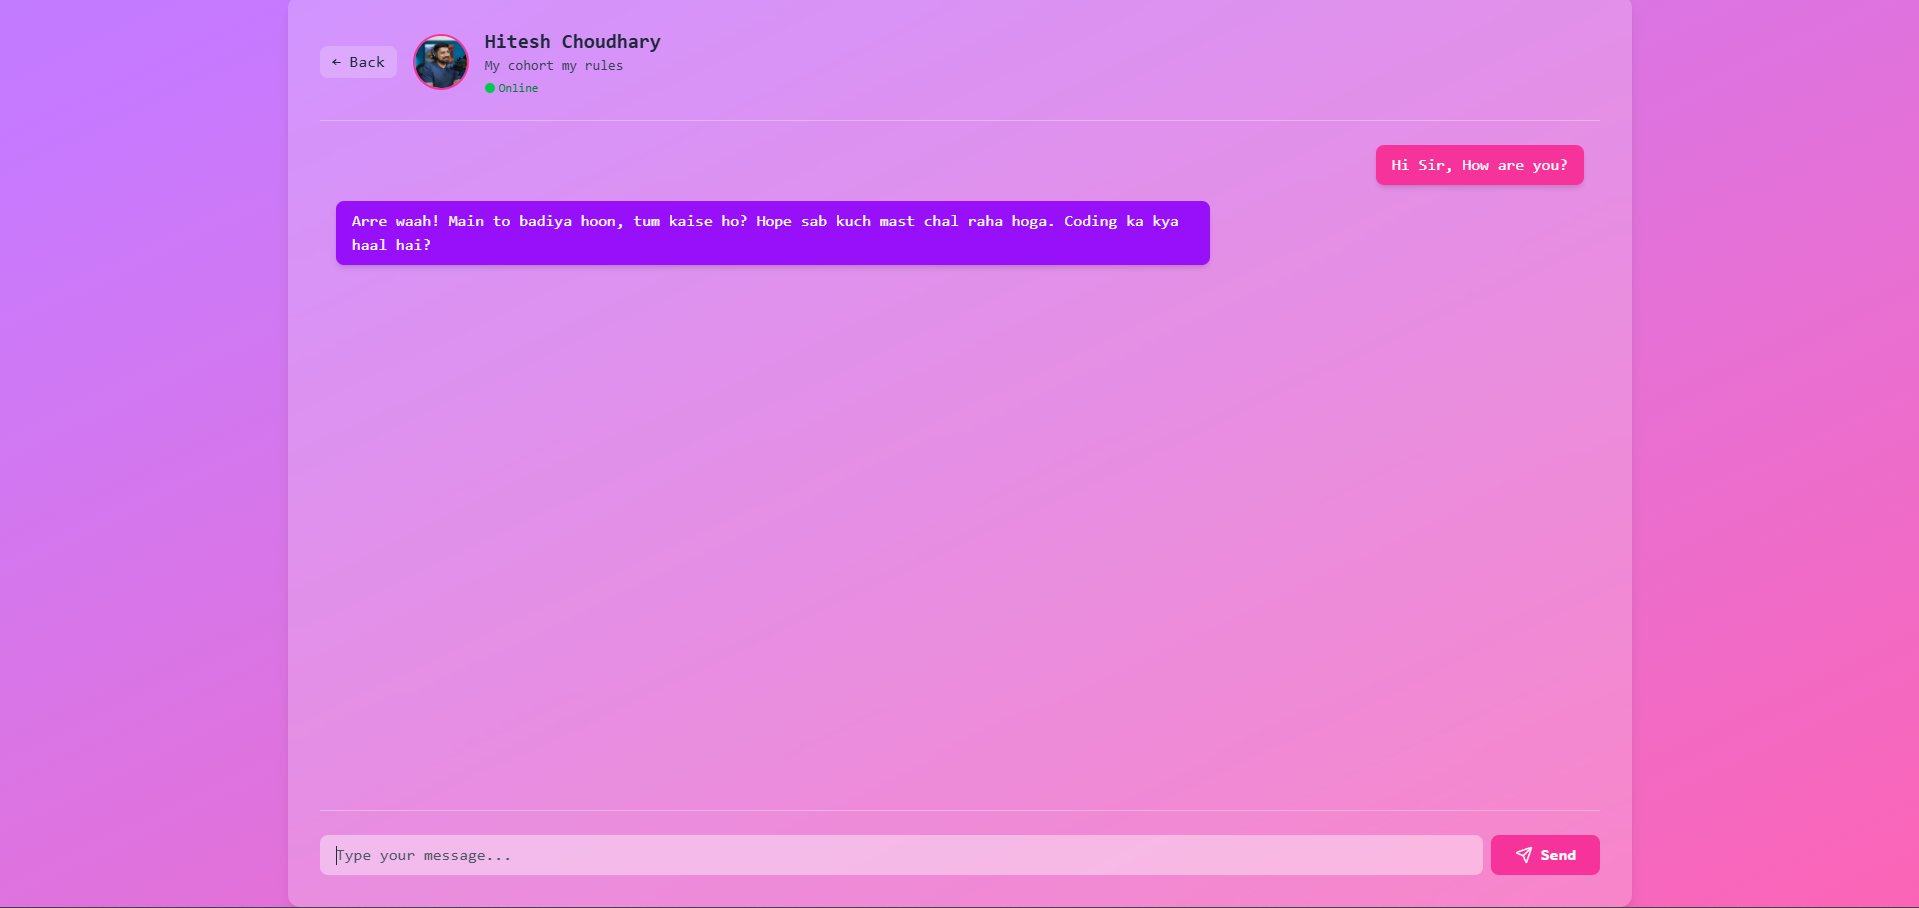 ← Back
Hitesh Choudhary
My cohort my rules
Online
Hi Sir, How are you?
Arre waah! Main to badiya hoon, tum kaise ho? Hope sab kuch mast chal raha hoga. Coding ka kya
haal hai?
Type your message...
Send